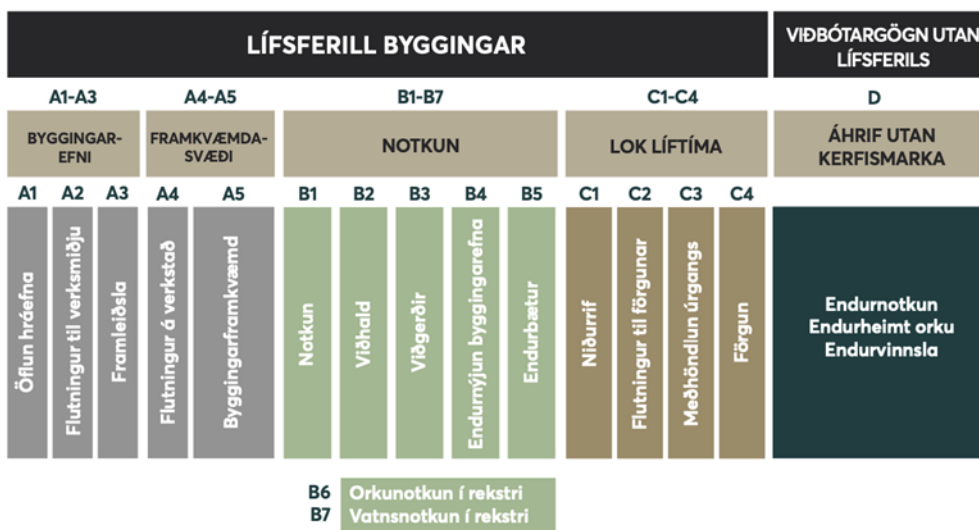 LÍFSFERILL BYGGINGAR
VIÐBÓTARGÖGN UTAN
LÍFSFERILS
A1-A3
A4-A5
B1-B7
C1-C4
D
BYGGINGAR-
EFNI
FRAMKVÆMDA-
SVÆÐI
NOTKUN
LOK LÍFTÍMA
ÁHRIF UTAN
KERFISMARKA
A1
A2
A3
A4
A5
B1
B2
B3
B4
B5
C1
C2
C3
C4
Öflun hráefna
Flutningur til verksmiðju
Framleiðsla
Flutningur á verkstað
Byggingarframkvæmd
Notkun
Viðhald
Viðgerðir
Endurnýjun byggingarefna
Endurbætur
Niðurrif
Flutningur til förgunar
Meðhöndlun úrgangs
Förgun
Endurnotkun
Endurheimt orku
Endurvinnsla
B6 Orkunotkun í rekstri
B7 Vatnsnotkun í rekstri